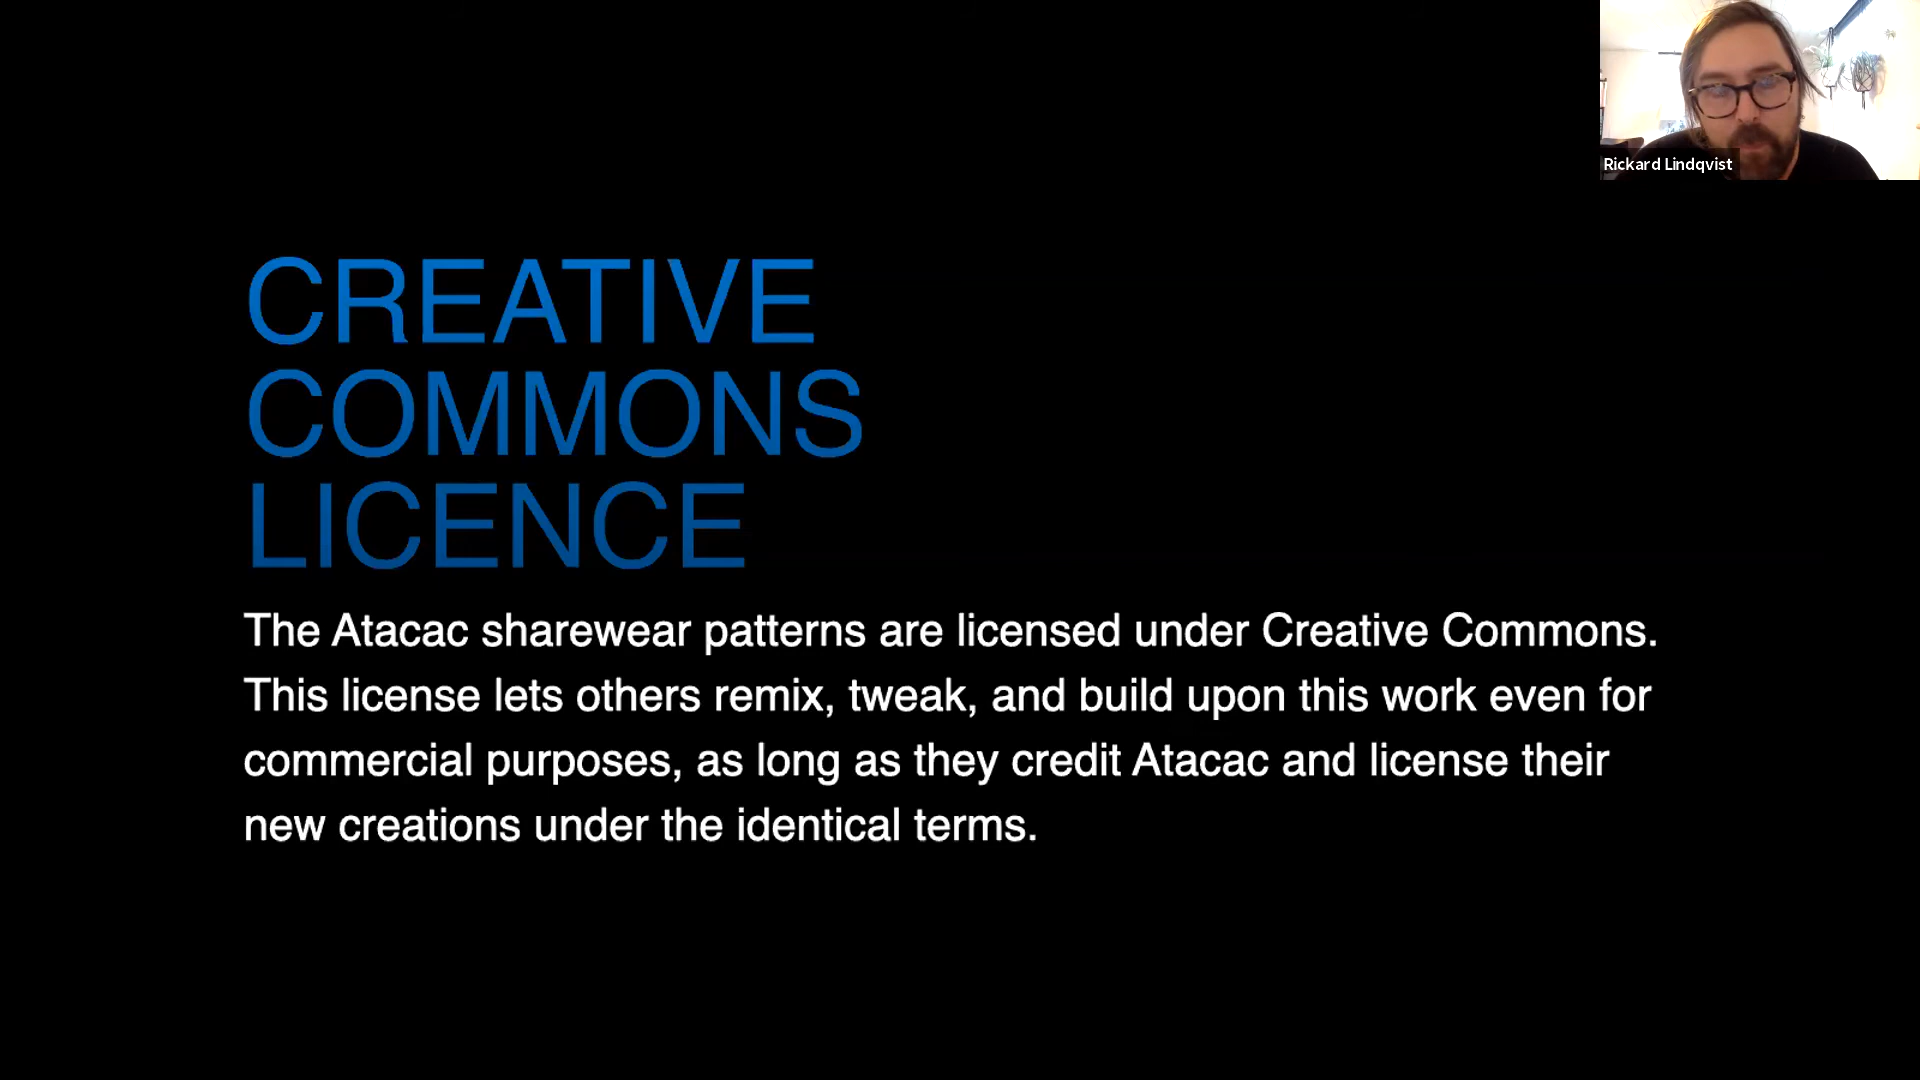 Rickard Lindqvist
CREATIVE
COMMONS
LICENCE
The Atacac sharewear patterns are licensed under Creative Commons.
This license lets others remix, tweak, and build upon this work even for
commercial purposes, as long as they credit Atacac and license their
new creations under the identical terms.